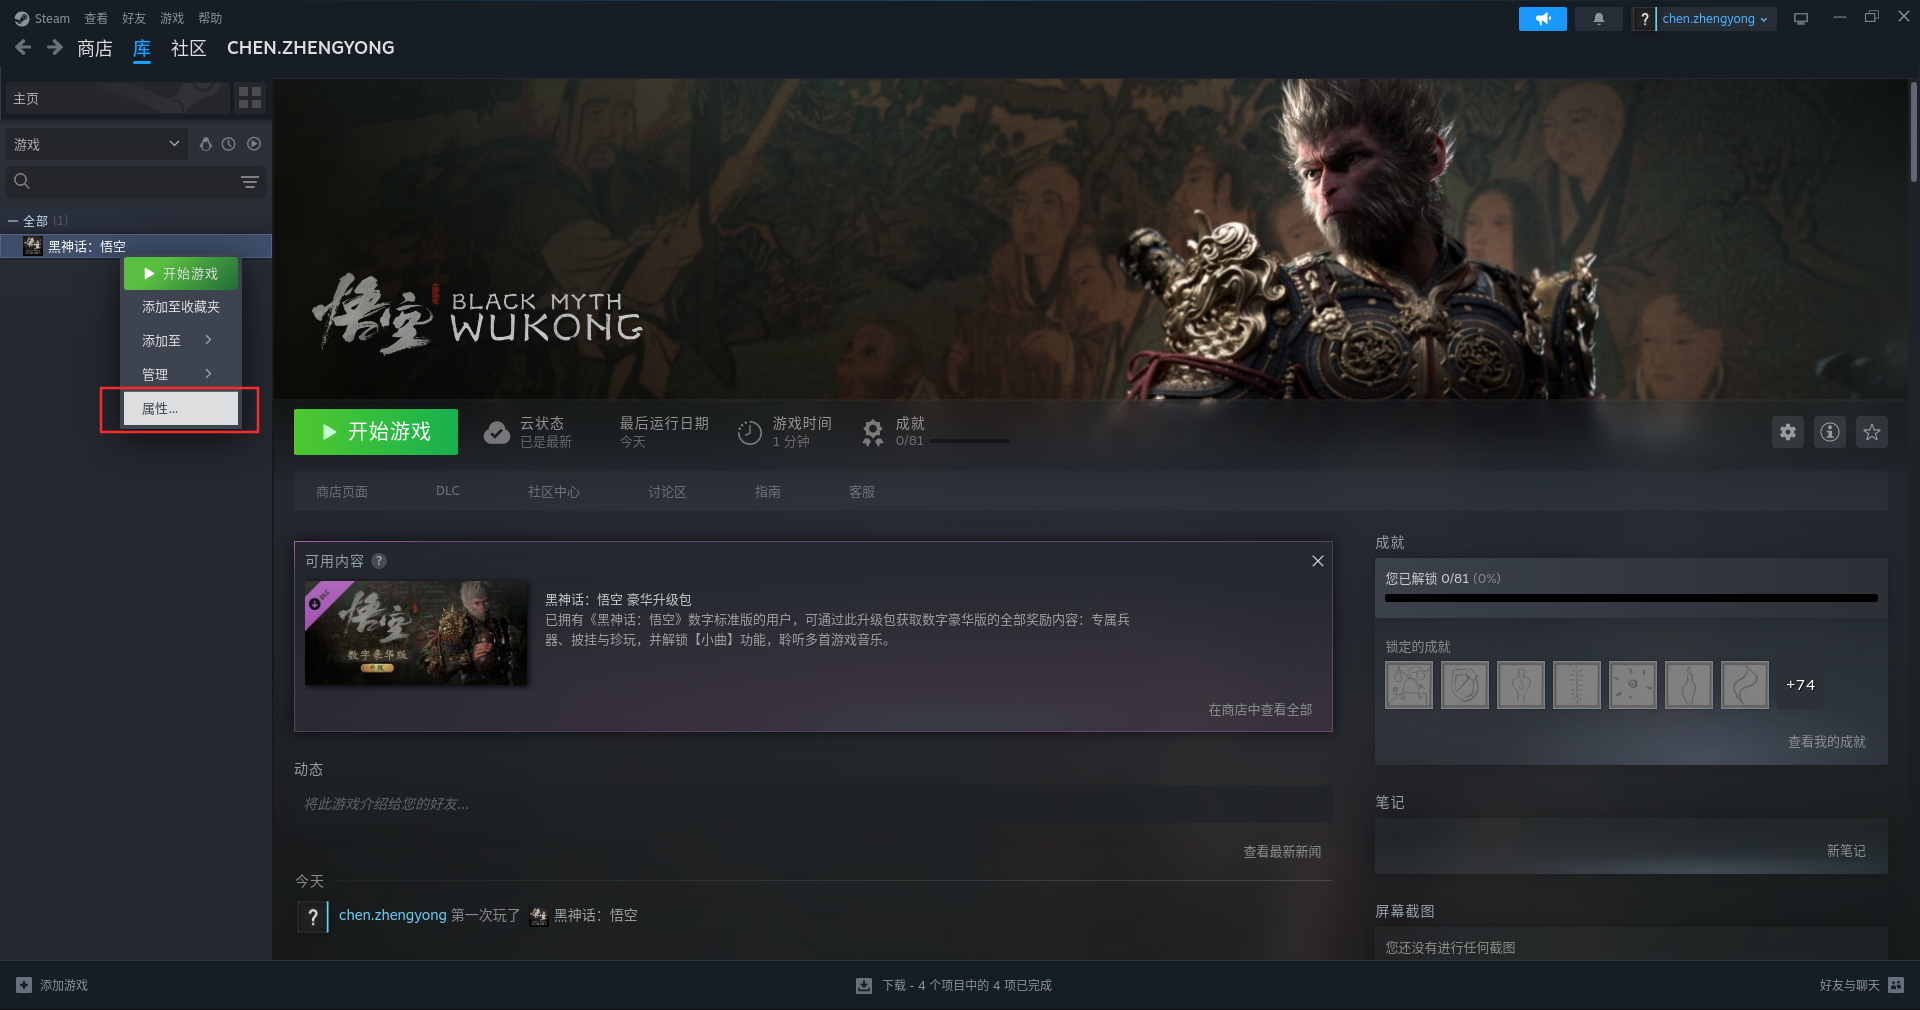 Steam 查看 好友 游戏 帮助
? chen.zhengyong
商店 库 社区 CHEN.ZHENGYONG
主页
游戏
全部 (1)
黑神话：悟空
开始游戏
添加至收藏夹
添加至
管理
属性...
悟空 BLACK MYTH
WUKONG
开始游戏
云状态
已是最新
最后运行日期
今天
游戏时间
1 分钟
成就
0/81
商店页面 DLC 社区中心 讨论区 指南 客服
可用内容 ?
DLC
悟空
数字豪华版
升级
黑神话：悟空 豪华升级包
已拥有《黑神话：悟空》数字标准版的用户，可通过此升级包获取数字豪华版的全部奖励内容：专属兵
器、披挂与珍玩，并解锁【小曲】功能，聆听多首游戏音乐。
在商店中查看全部
动态
将此游戏介绍给您的好友...
查看最新新闻
今天
? chen.zhengyong 第一次玩了 黑神话：悟空
成就
您已解锁 0/81 (0%)
锁定的成就
+74
查看我的成就
笔记
新笔记
屏幕截图
您还没有进行任何截图
添加游戏
下载 - 4 个项目中的 4 项已完成
好友与聊天